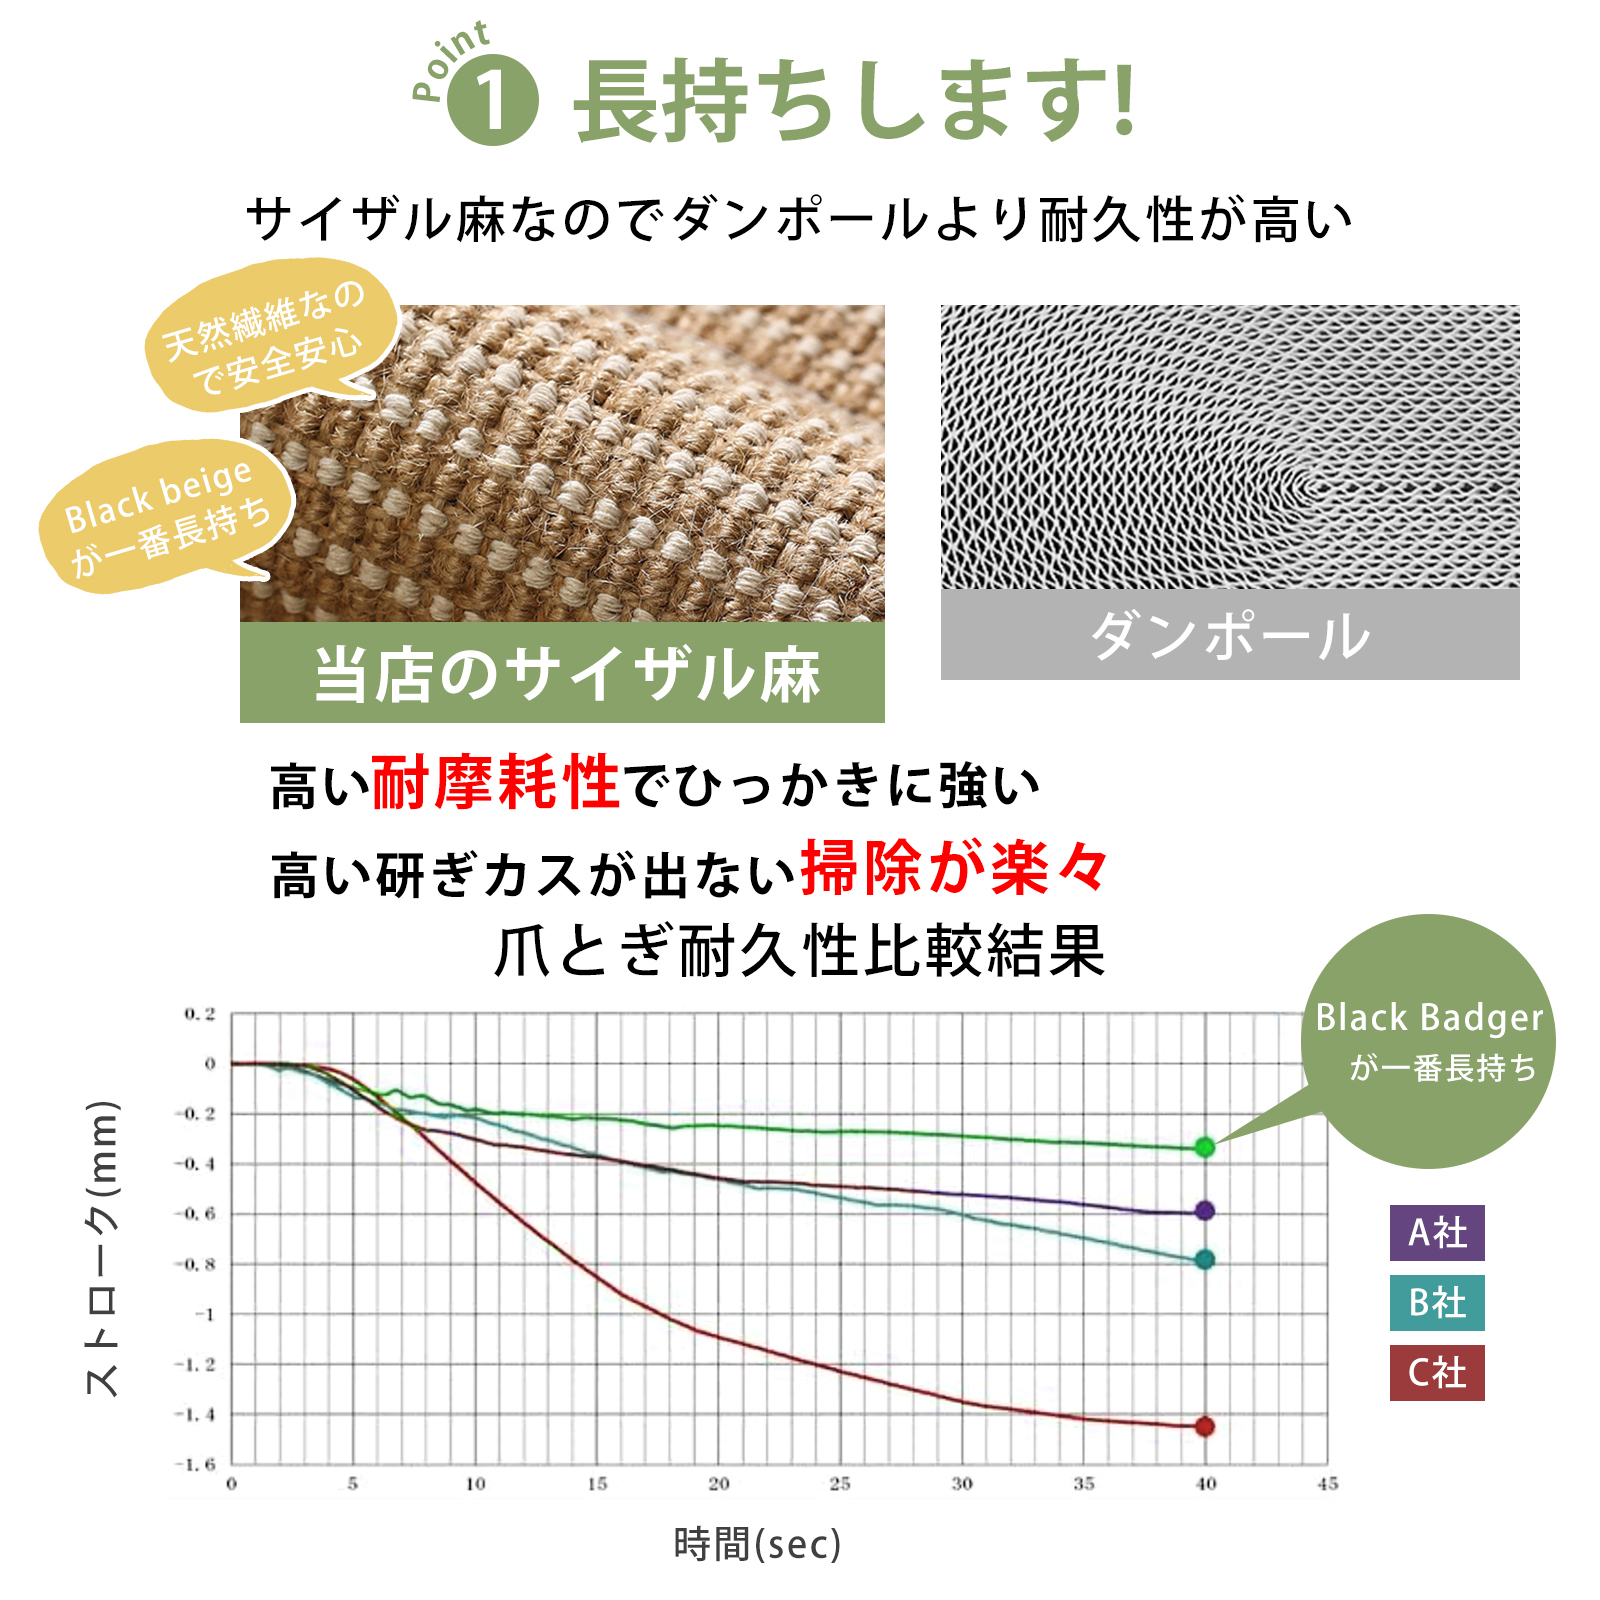 Point
1 長持ちします!
サイザル麻なのでダンポールより耐久性が高い
天然繊維なの
で安全安心
Black beige
が一番長持ち
当店のサイザル麻
ダンポール
高い耐摩耗性でひっかきに強い
高い研ぎカスが出ない掃除が楽々
爪とぎ耐久性比較結果
Black Badger
が一番長持ち
0.2
0
-0.2
-0.4
-0.6
-0.8
-1
-1.2
-1.4
-1.6
ストローク(mm)
0 5 10 15 20 25 30 35 40 45
時間(sec)
A社
B社
C社